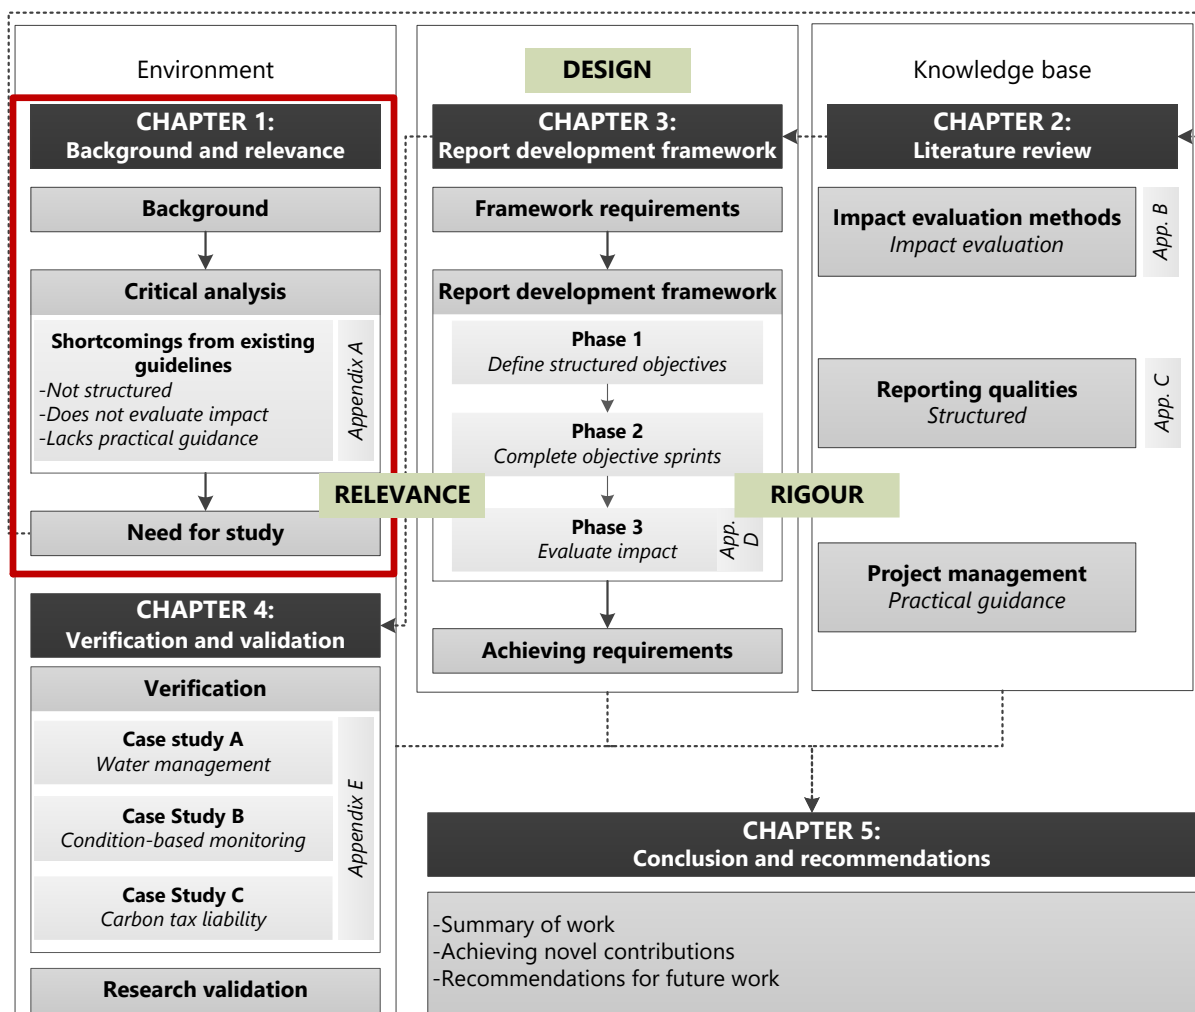 Environment
CHAPTER 1:
Background and relevance
Background
Critical analysis
Shortcomings from existing
guidelines
-Not structured
-Does not evaluate impact
-Lacks practical guidance
Appendix A
Need for study
RELEVANCE
CHAPTER 4:
Verification and validation
Verification
Case study A
Water management
Case Study B
Condition-based monitoring
Case Study C
Carbon tax liability
Appendix E
Research validation
DESIGN
CHAPTER 3:
Report development framework
Framework requirements
Report development framework
Phase 1
Define structured objectives
Phase 2
Complete objective sprints
Phase 3
Evaluate impact
App.
D
Achieving requirements
RIGOUR
Knowledge base
CHAPTER 2:
Literature review
Impact evaluation methods
Impact evaluation
App. B
Reporting qualities
Structured
App. C
Project management
Practical guidance
CHAPTER 5:
Conclusion and recommendations
-Summary of work
-Achieving novel contributions
-Recommendations for future work